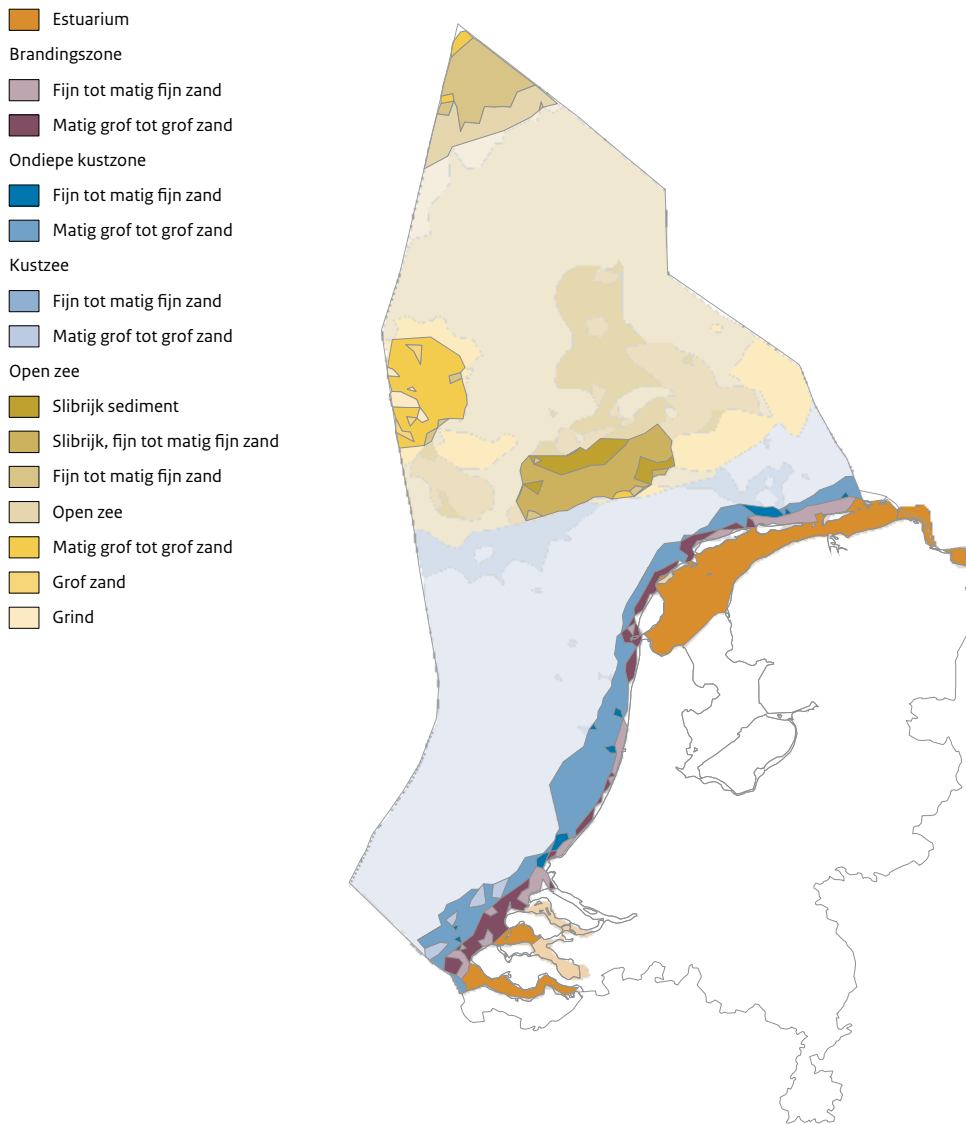 Estuarium
Brandingszone
Fijn tot matig fijn zand
Matig grof tot grof zand
Ondiepe kustzone
Fijn tot matig fijn zand
Matig grof tot grof zand
Kustzee
Fijn tot matig fijn zand
Matig grof tot grof zand
Open zee
Slibrijk sediment
Slibrijk, fijn tot matig fijn zand
Fijn tot matig fijn zand
Open zee
Matig grof tot grof zand
Grof zand
Grind